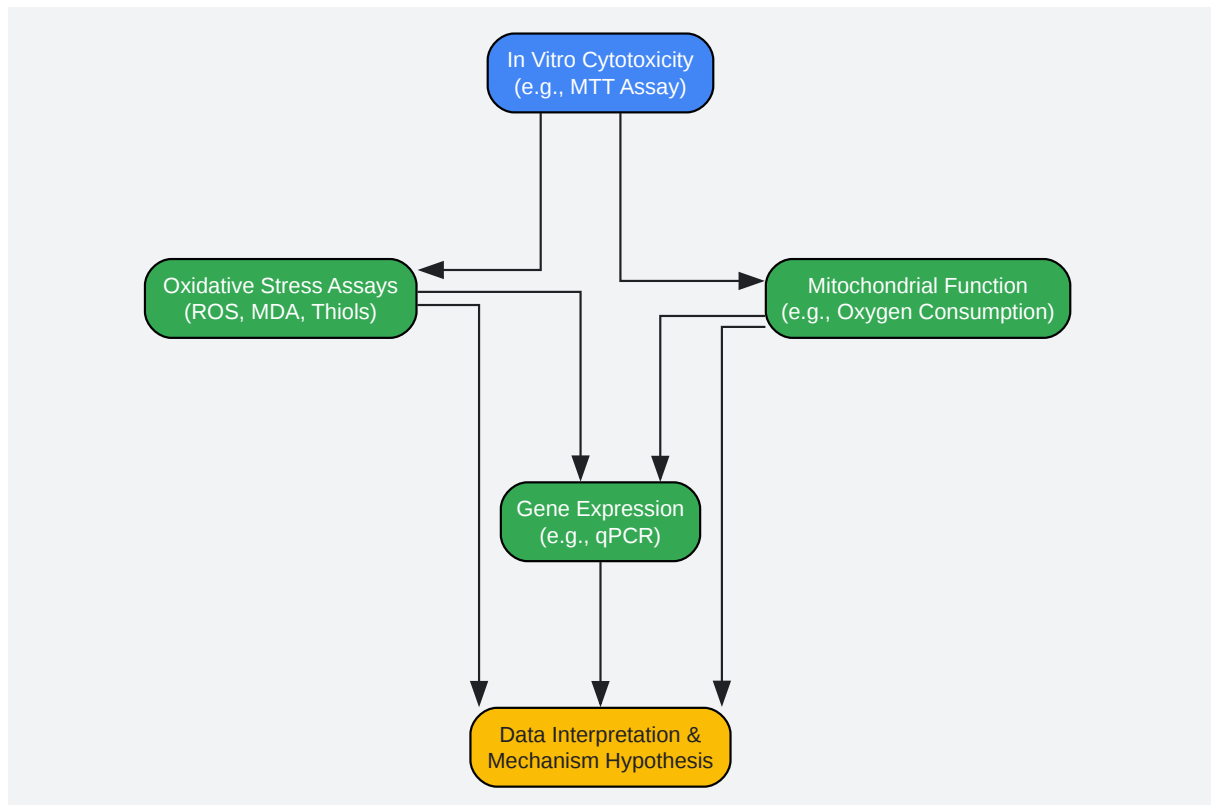 In Vitro Cytotoxicity
(e.g., MTT Assay)
Oxidative Stress Assays
(ROS, MDA, Thiols)
Mitochondrial Function
(e.g., Oxygen Consumption)
Gene Expression
(e.g., qPCR)
Data Interpretation &
Mechanism Hypothesis